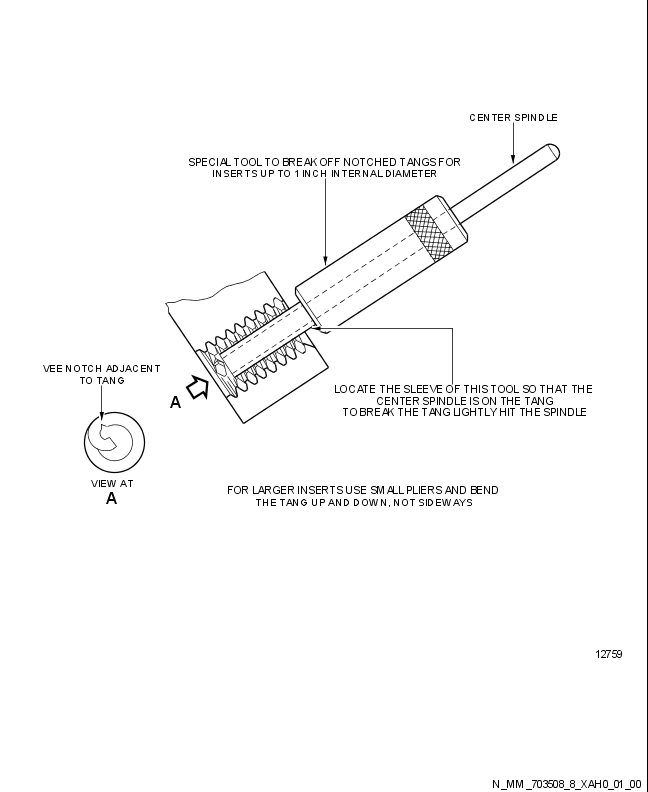 CENTER SPINDLE
SPECIAL TOOL TO BREAK OFF NOTCHED TANGS FOR
INSERTS UP TO 1 INCH INTERNAL DIAMETER
VEE NOTCH ADJACENT
TO TANG
A
LOCATE THE SLEEVE OF THIS TOOL SO THAT THE
CENTER SPINDLE IS ON THE TANG
TO BREAK THE TANG LIGHTLY HIT THE SPINDLE
VIEW AT
A
FOR LARGER INSERTS USE SMALL PLIERS AND BEND
THE TANG UP AND DOWN, NOT SIDEWAYS
12759
N_MM_703508_8_XAH0_01_00